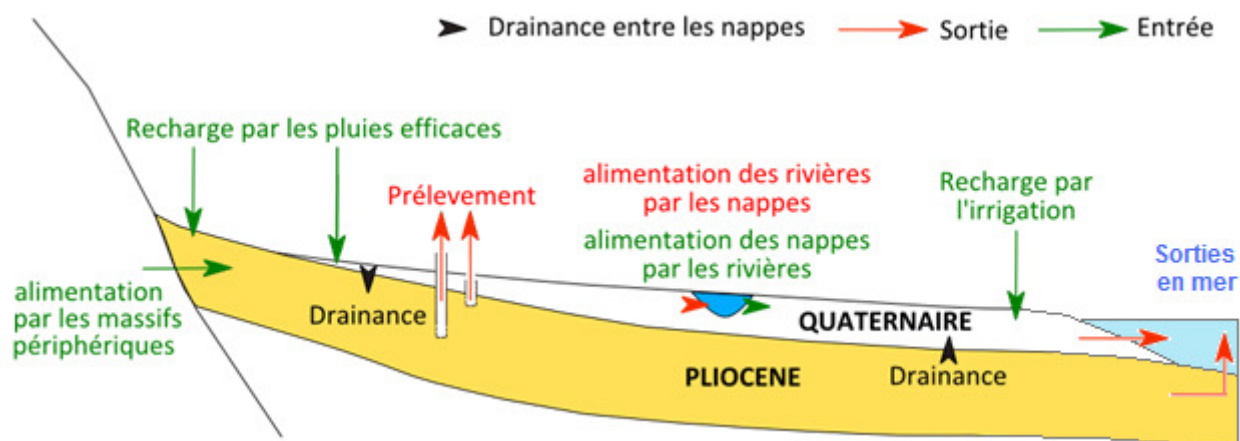 Drainance entre les nappes
Sortie
Entrée
Recharge par les pluies efficaces
Prélevement
alimentation des rivières
par les nappes
alimentation des nappes
par les rivières
Recharge par
l'irrigation
Sorties
en mer
alimentation
par les massifs
périphériques
Drainance
QUATERNAIRE
PLIOCENE
Drainance